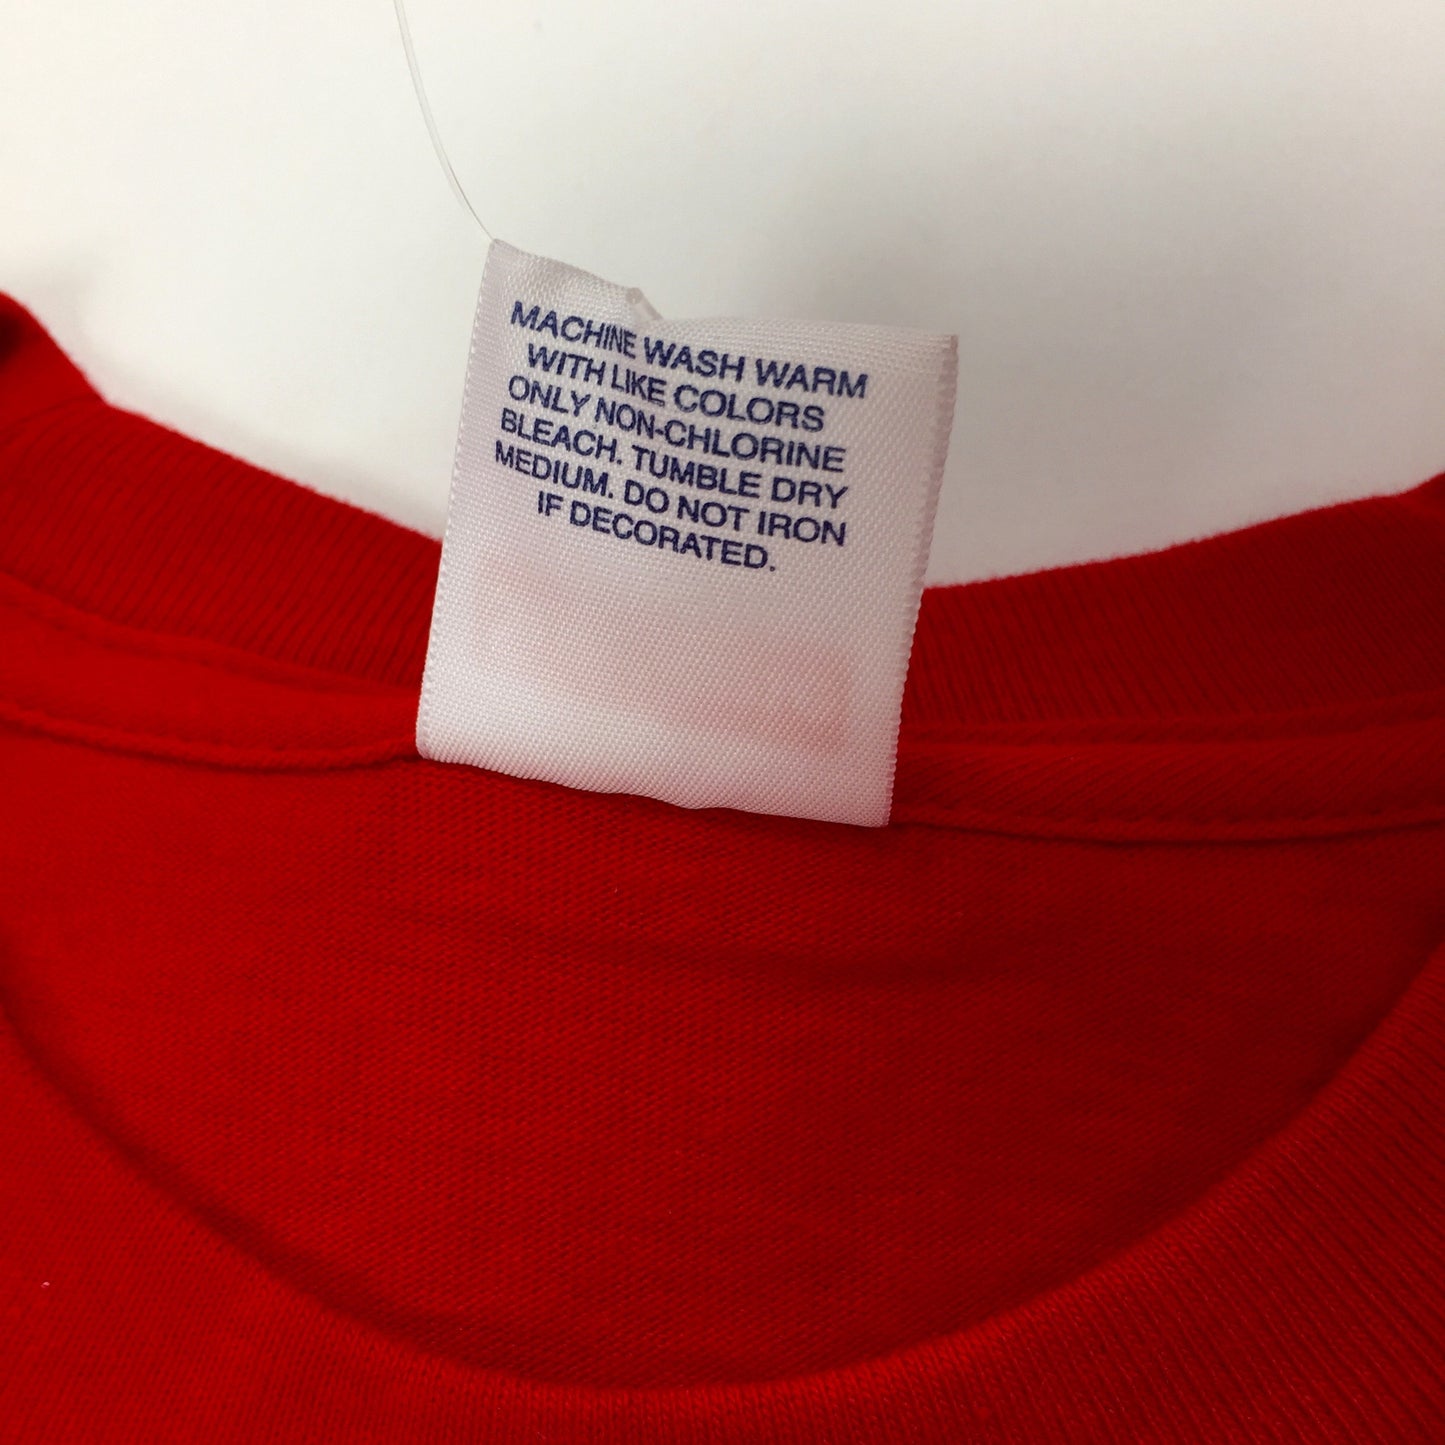 MACHINE WASH WARM
WITH LIKE COLORS
ONLY NON-CHLORINE
BLEACH. TUMBLE DRY
MEDIUM. DO NOT IRON
IF DECORATED.